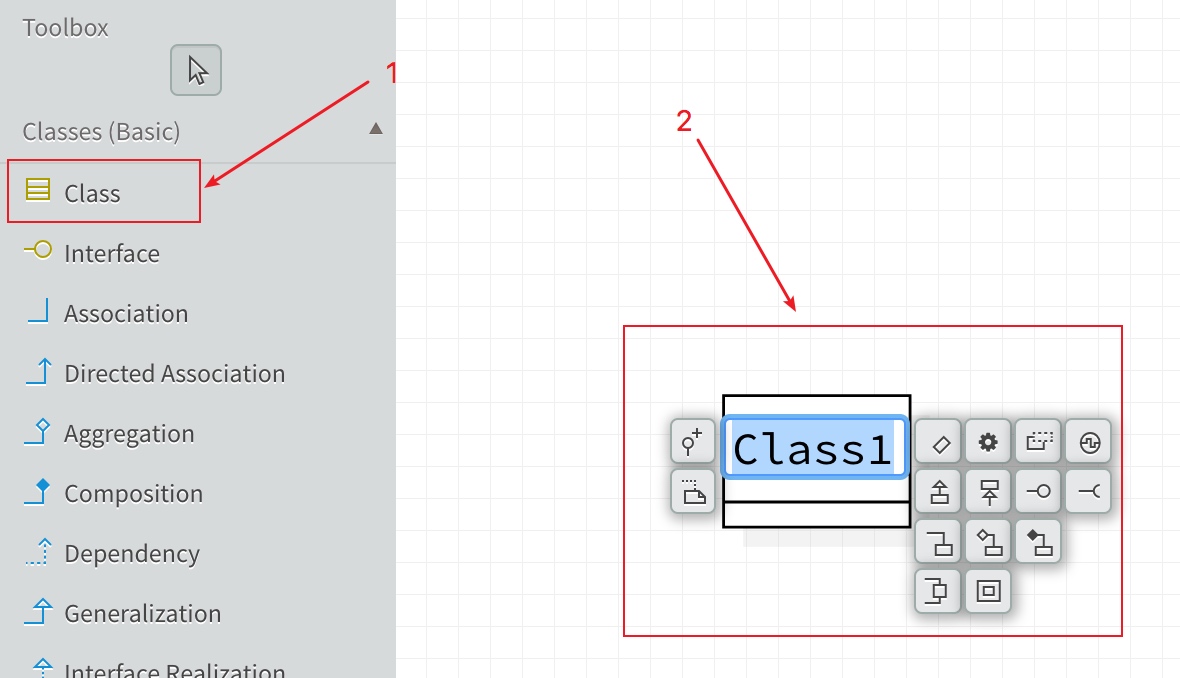 Toolbox
1
Classes (Basic)
2
Class
Interface
Association
Directed Association
Aggregation
Class1
Composition
Dependency
Generalization
Interface Realization